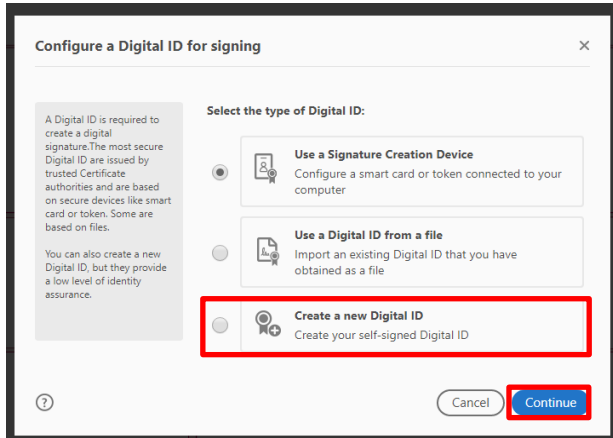 Configure a Digital ID for signing
A Digital ID is required to
create a digital
signature.The most secure
Digital ID are issued by
trusted Certificate
authorities and are based
on secure devices like smart
card or token. Some are
based on files.
You can also create a new
Digital ID, but they provide
a low level of identity
assurance.
Select the type of Digital ID:
Use a Signature Creation Device
Configure a smart card or token connected to your
computer
Use a Digital ID from a file
Import an existing Digital ID that you have
obtained as a file
Create a new Digital ID
Create your self-signed Digital ID
Cancel
Continue